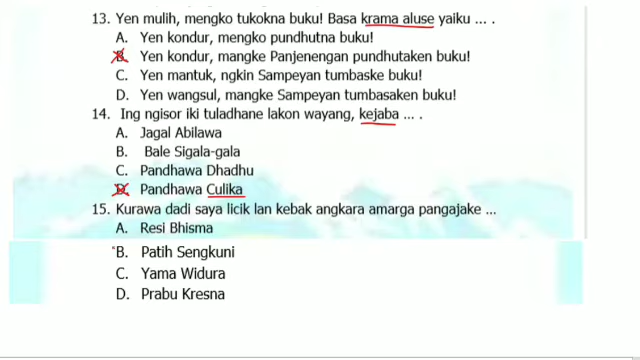 13. Yen mulih, mengko tukokna buku! Basa krama aluse yaiku ... .
A. Yen kondur, mengko pundhutna buku!
B. Yen kondur, mangke Panjenengan pundhutaken buku!
C. Yen mantuk, ngkin Sampeyan tumbaske buku!
D. Yen wangsul, mangke Sampeyan tumbasaken buku!
14. Ing ngisor iki tuladhane lakon wayang, kejaba ... .
A. Jagal Abilawa
B. Bale Sigala-gala
C. Pandhawa Dhadhu
D. Pandhawa Culika
15. Kurawa dadi saya licik lan kebak angkara amarga pangajake ...
A. Resi Bhisma
B. Patih Sengkuni
C. Yama Widura
D. Prabu Kresna